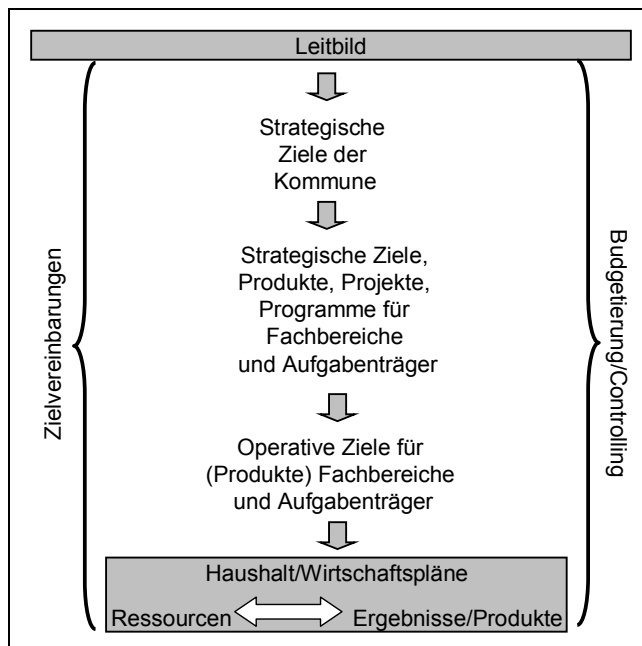 Leitbild
Strategische
Ziele der
Kommune
Strategische Ziele,
Produkte, Projekte,
Programme für
Fachbereiche
und Aufgabenträger
Operative Ziele für
(Produkte) Fachbereiche
und Aufgabenträger
Haushalt/Wirtschaftspläne
Ressourcen Ergebnisse/Produkte
Zielvereinbarungen
Budgetierung/Controlling